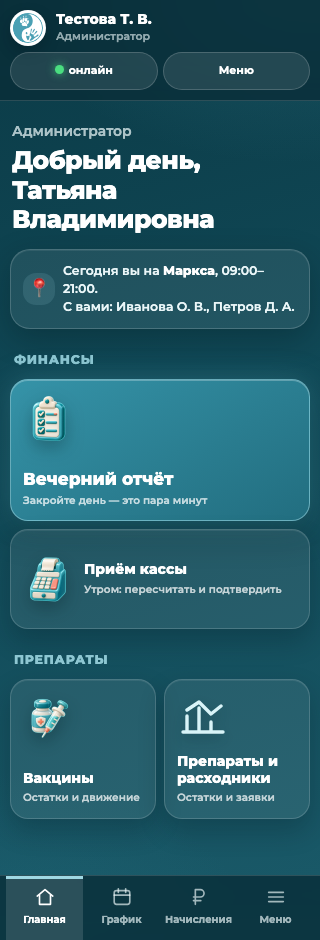 Тестова Т. В.
Администратор
онлайн
Меню
Администратор
Добрый день,
Татьяна
Владимировна
Сегодня вы на Маркса, 09:00–
21:00.
С вами: Иванова О. В., Петров Д. А.
ФИНАНСЫ
Вечерний отчёт
Закройте день — это пара минут
Приём кассы
Утром: пересчитать и подтвердить
ПРЕПАРАТЫ
Вакцины
Остатки и движение
Препараты и
расходники
Остатки и заявки
Главная
График
Начисления
Меню